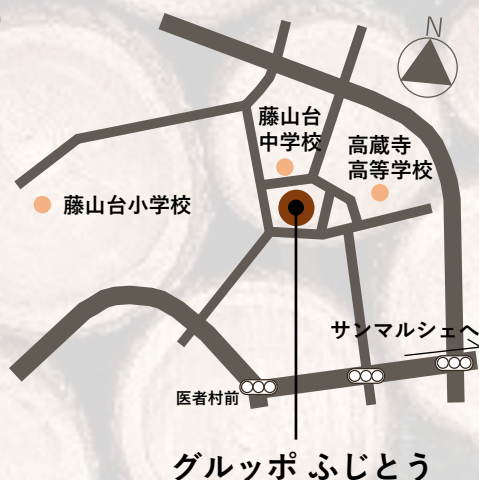 N
藤山台
中学校
高蔵寺
高等学校
藤山台小学校
サンマルシェへ
医者村前
グルッポ ふじとう